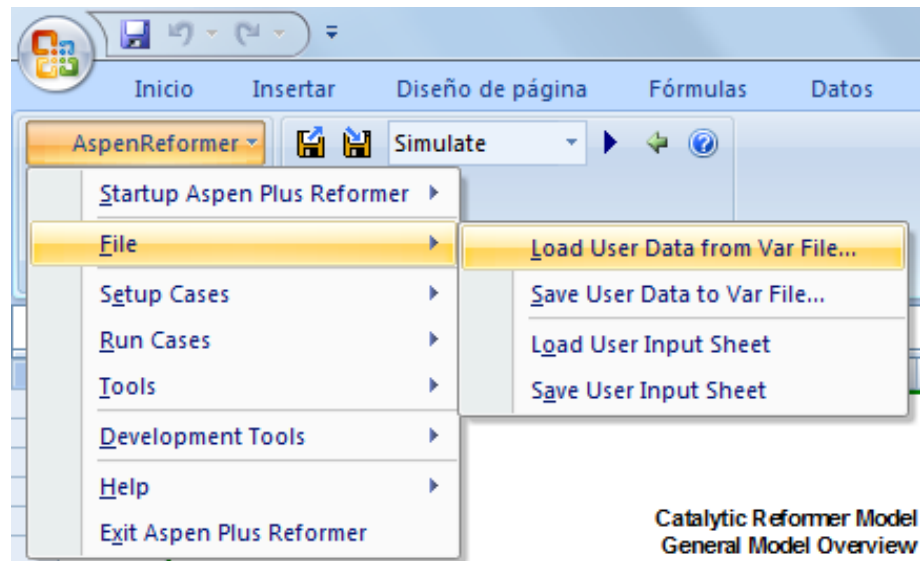 Inicio Insertar Diseño de página Fórmulas Datos
AspenReformer Simulate
Startup Aspen Plus Reformer
File
Setup Cases
Run Cases
Tools
Development Tools
Help
Exit Aspen Plus Reformer
Load User Data from Var File...
Save User Data to Var File...
Load User Input Sheet
Save User Input Sheet
Catalytic Reformer Model
General Model Overview